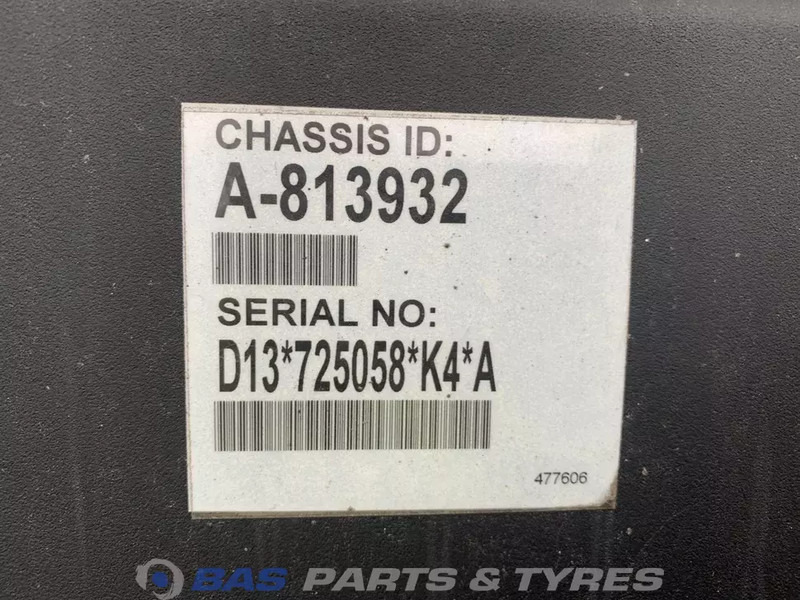 CHASSIS ID:
A-813932
SERIAL NO:
D13*725058*K4*A
477606
BAS PARTS & TYRES